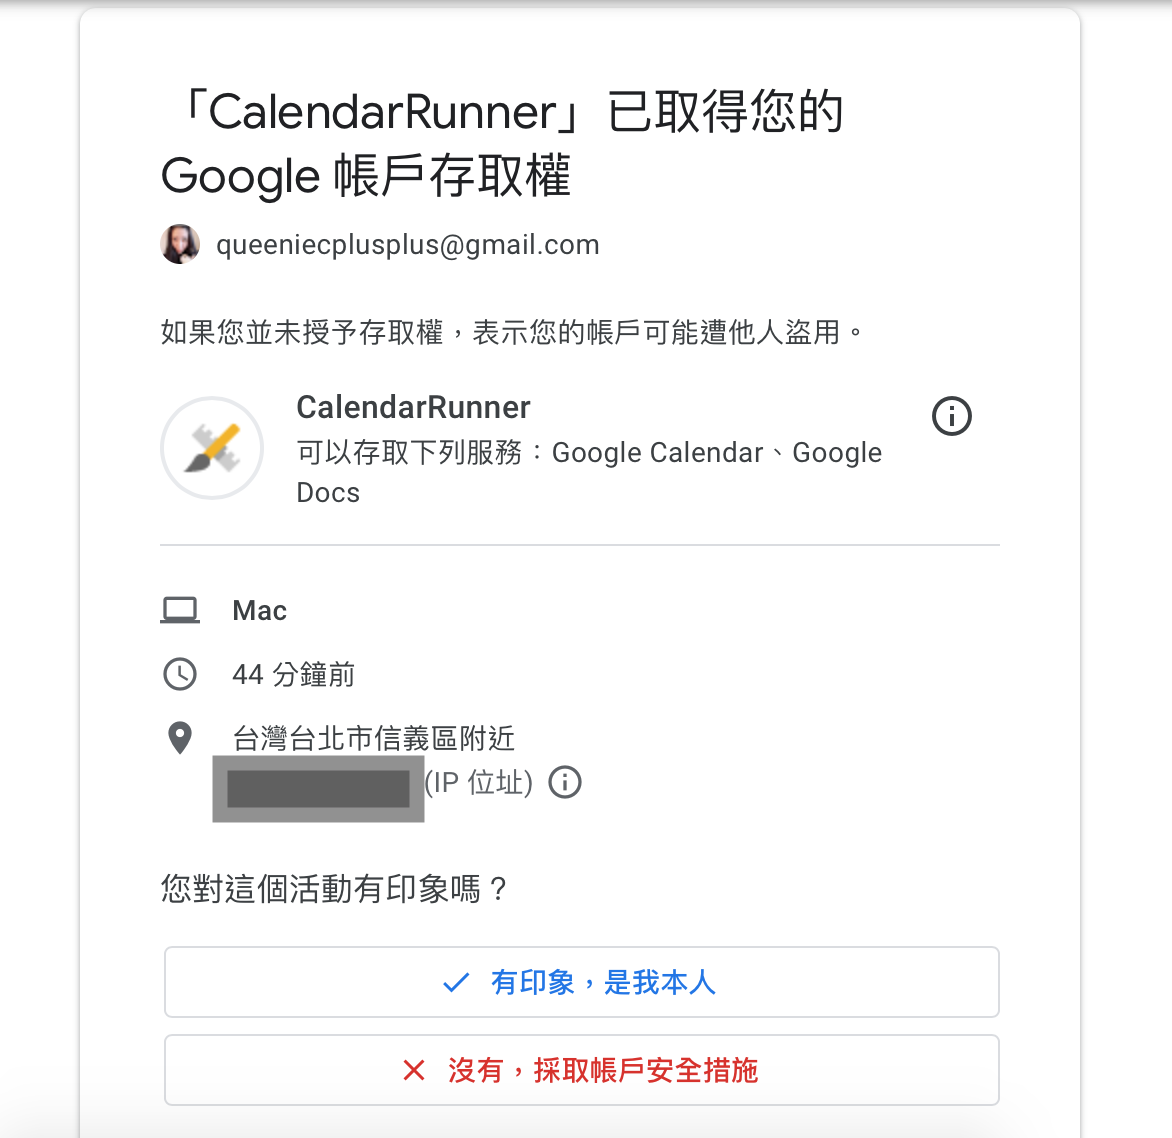 「CalendarRunner」已取得您的
Google 帳戶存取權
queeniecplusplus@gmail.com
如果您並未授予存取權，表示您的帳戶可能遭他人盜用。
CalendarRunner
可以存取下列服務：Google Calendar、Google
Docs
Mac
44 分鐘前
台灣台北市信義區附近
(IP 位址)
您對這個活動有印象嗎？
有印象，是我本人
沒有，採取帳戶安全措施